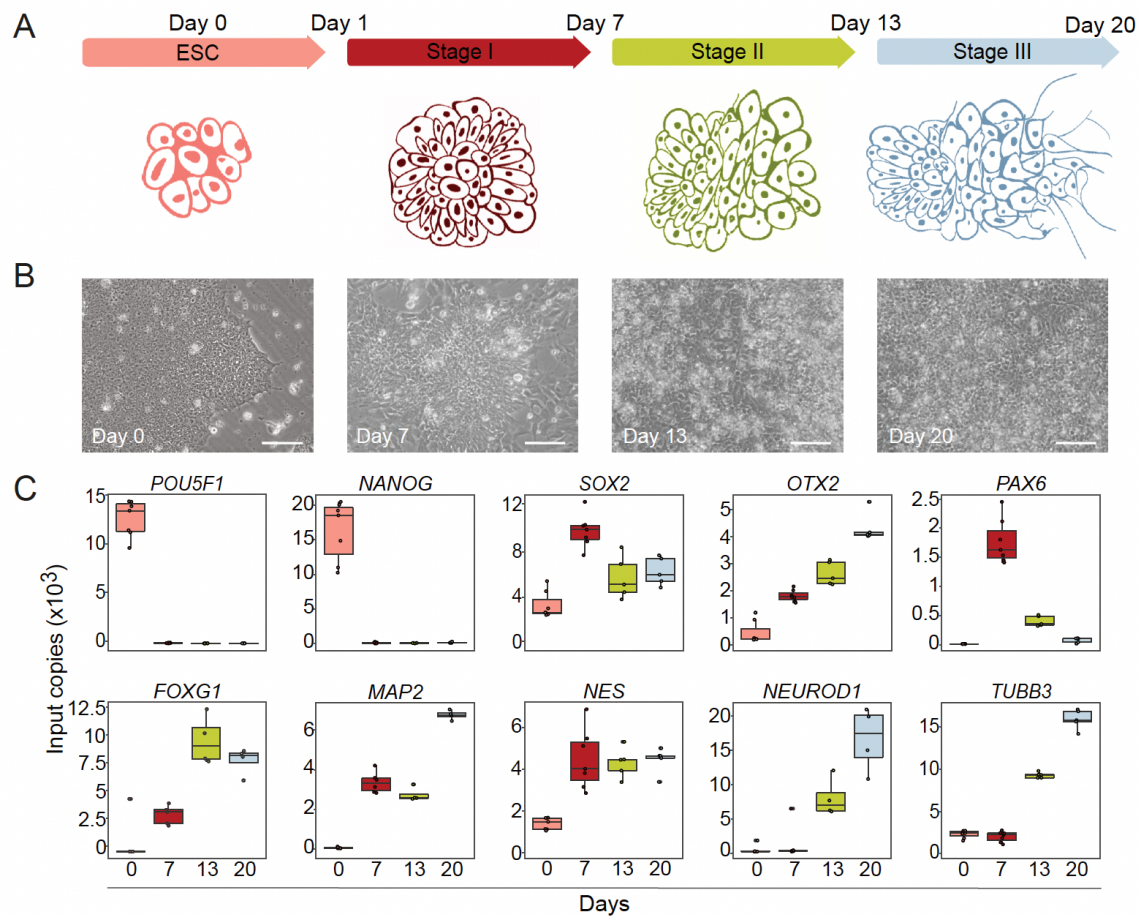 A
Day 0 Day 1 Day 7 Day 13 Day 20
ESC Stage I Stage II Stage III
B
Day 0 Day 7 Day 13 Day 20
C
POU5F1 NANOG SOX2 OTX2 PAX6
15 10 5 0
20 15 10 5 0
12 8 4 0
5 4 3 2 1 0
2.5 2 1.5 1 0.5 0
Input copies (x10³)
FOXG1 MAP2 NES NEUROD1 TUBB3
12.5 10 7.5 5 2.5 0
6 4 2 0
6 4 2 0
20 15 10 5 0
15 10 5 0
0 7 13 20 0 7 13 20 0 7 13 20 0 7 13 20 0 7 13 20
Days